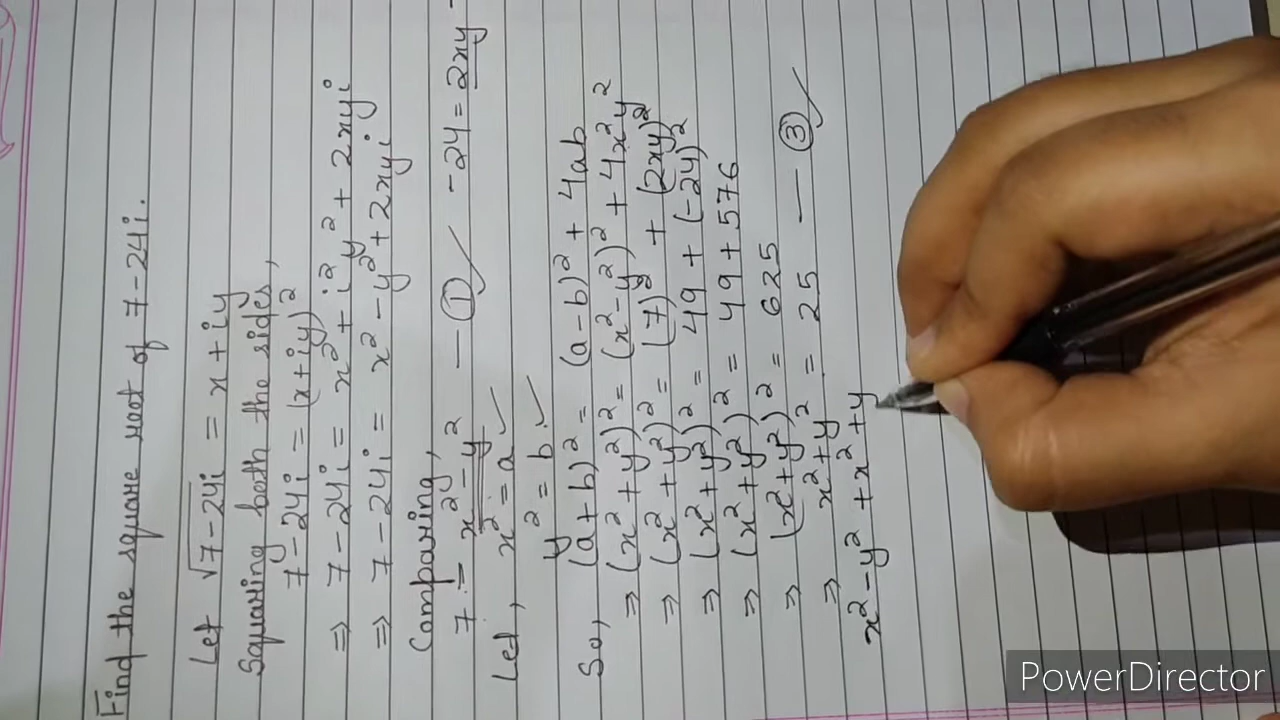 Find the square root of 7-24i.
Let √7-24i = x+iy
Squaring both the sides,
7-24i = (x+iy)²
⇒ 7-24i = x² + i²y² + 2xyi
⇒ 7-24i = x² - y² + 2xyi
Comparing,
7 = x² - y² — ① -24 = 2xy -
Let, x² = a
y² = b
So, (a+b)² = (a-b)² + 4ab
⇒ (x²+y²)² = (x²-y²)² + 4x²y²
⇒ (x²+y²)² = (7)² + (2xy)²
⇒ (x²+y²)² = 49 + (-24)²
⇒ (x²+y²)² = 49 + 576
⇒ (x²+y²)² = 625
⇒ x²+y² = 25 — ③
x²-y²+x²+y
PowerDirector